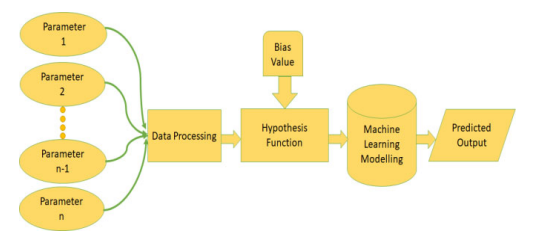 Parameter
1
Parameter
2
Parameter
n-1
Parameter
n
Data Processing
Bias
Value
Hypothesis
Function
Machine
Learning
Modelling
Predicted
Output